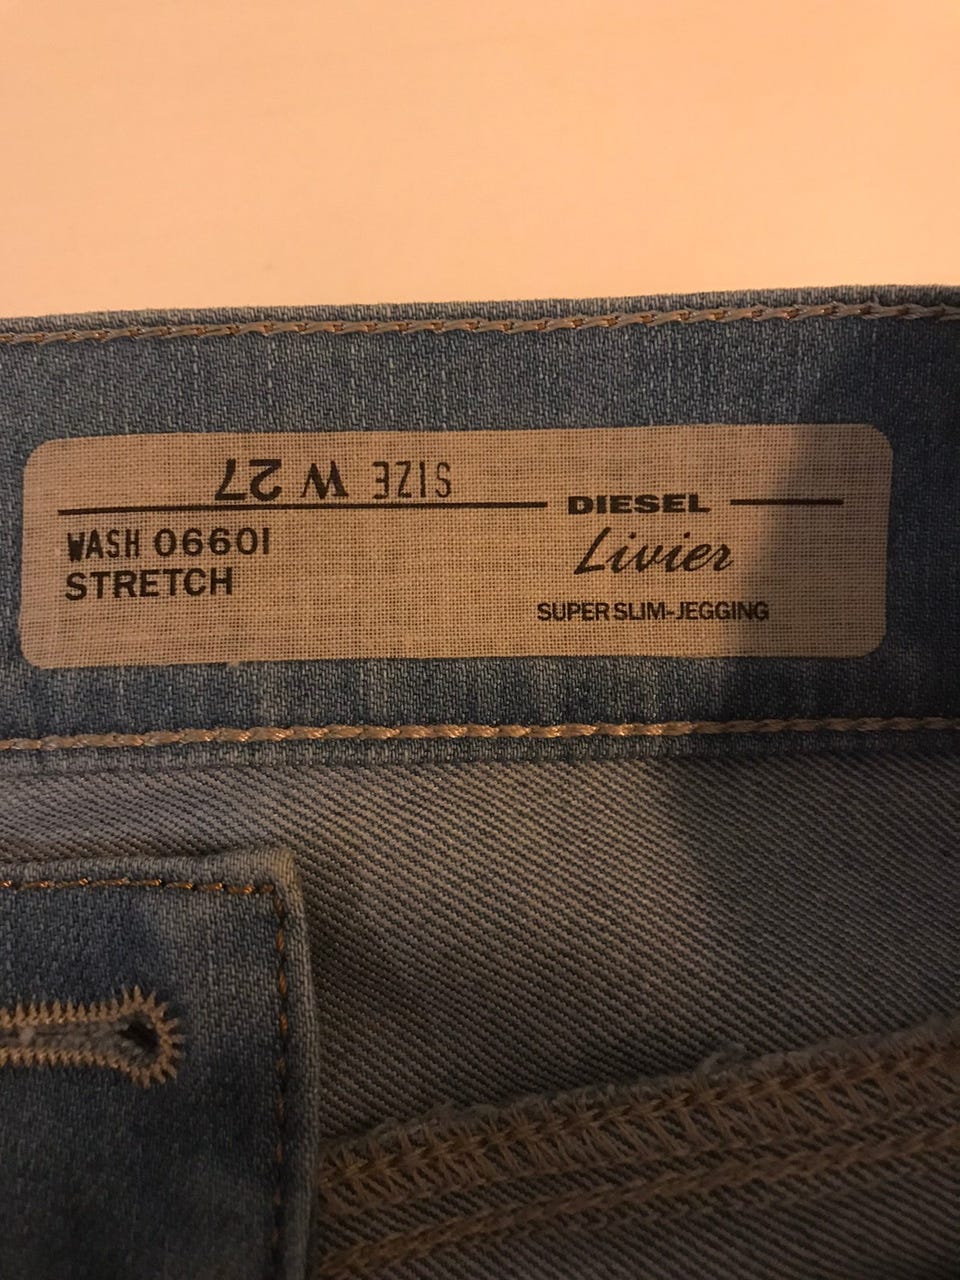 SIZE W 27
DIESEL
WASH 06601
Livier
STRETCH
SUPER SLIM-JEGGING